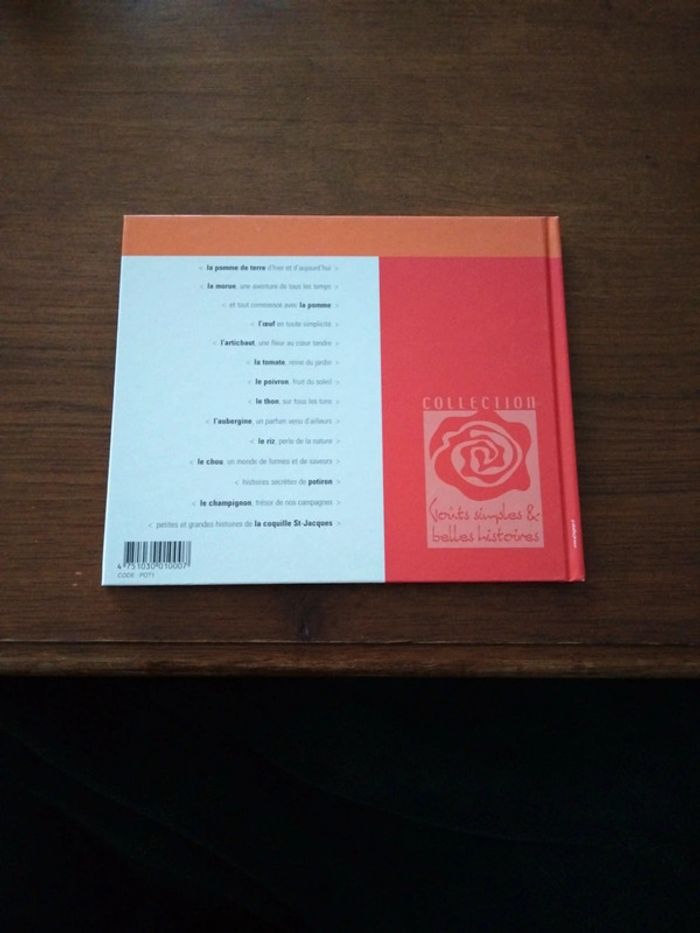 < la pomme de terre d'hier et d'aujourd'hui >
< la morue, une aventure de tous les temps >
< et tout commence avec la pomme >
< l'œuf en toute simplicité >
< l'artichaut, une fleur au cœur tendre >
< la tomate, reine du jardin >
< le poivron, fruit du soleil >
< le thon, sur tous les tons >
< l'aubergine, un parfum venu d'ailleurs >
< le riz, perle de la nature >
< le chou, un monde de formes et de saveurs >
< histoires secrètes de potiron >
< le champignon, trésor de nos campagnes >
< petites et grandes histoires de la coquille St-Jacques >
4 751030 010007
CODE : POT1
COLLECTION
Goûts simples &
belles histoires